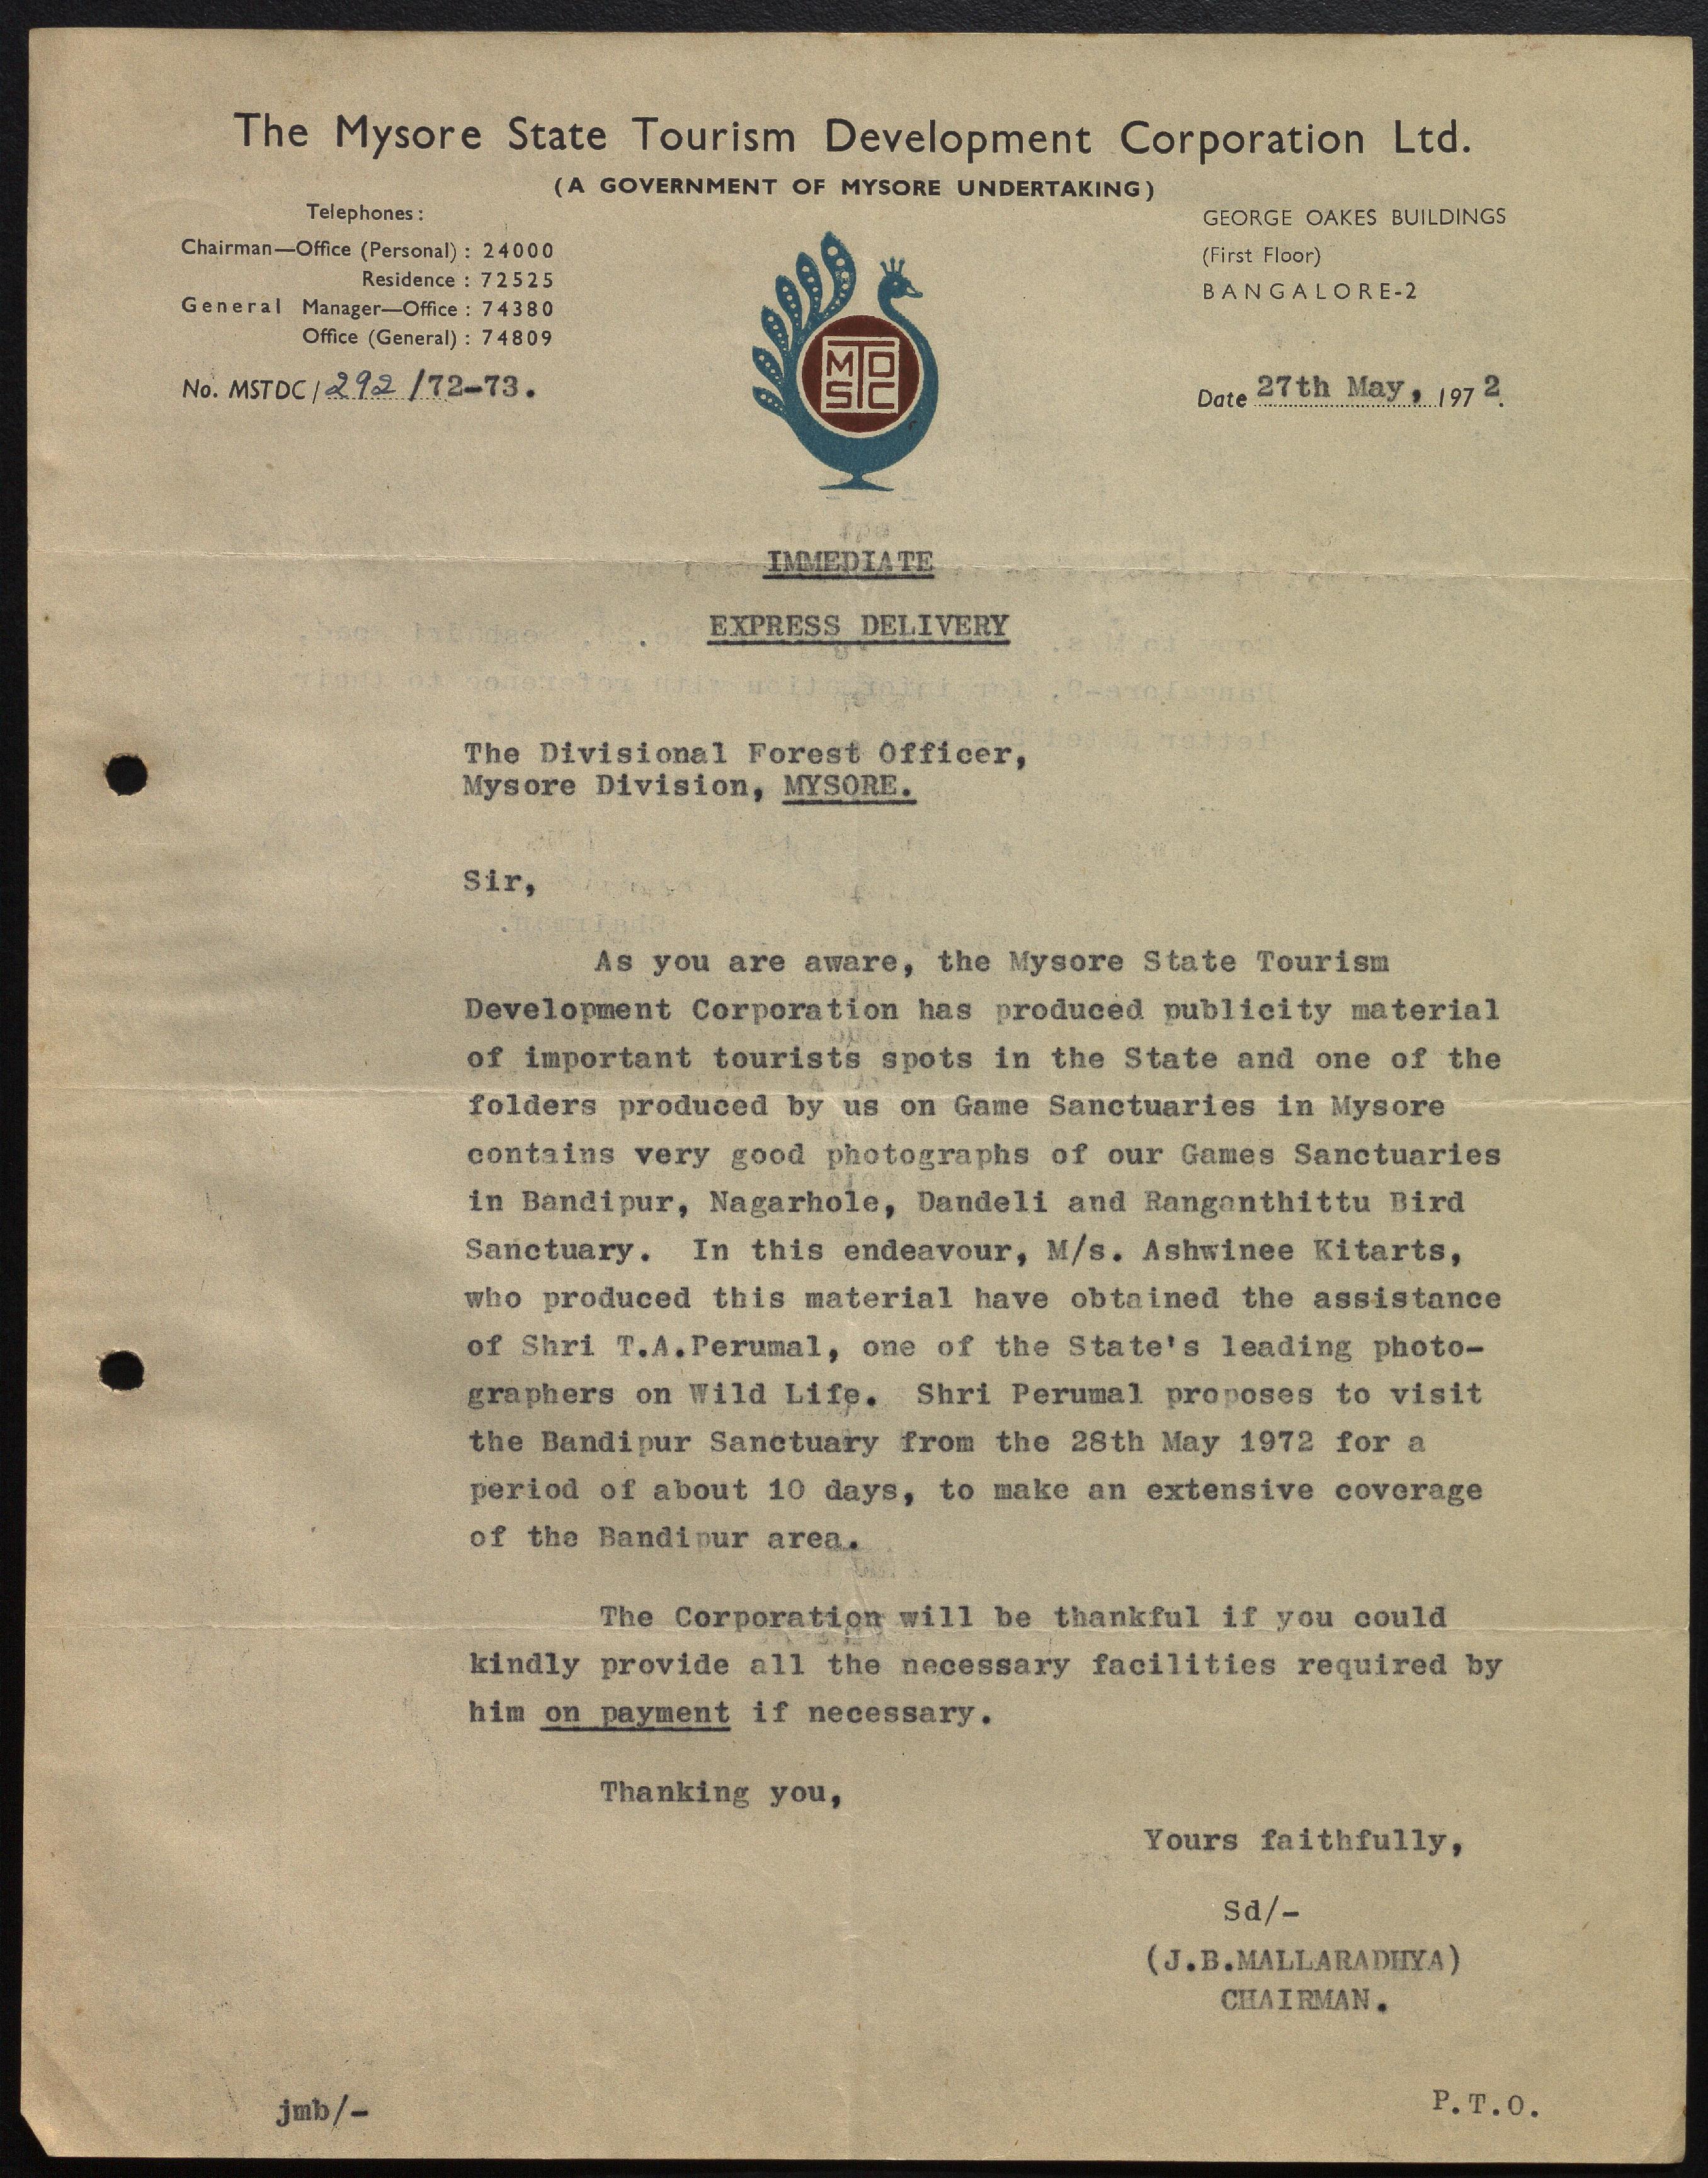 The Mysore State Tourism Development Corporation Ltd.
(A GOVERNMENT OF MYSORE UNDERTAKING)
Telephones:
Chairman—Office (Personal) : 24000
Residence : 72525
General Manager—Office : 74380
Office (General) : 74809
No. MSTDC/292/72-73.
GEORGE OAKES BUILDINGS
(First Floor)
BANGALORE-2
Date 27th May, 1972.
MTD
SC
IMMEDIATE
EXPRESS DELIVERY
The Divisional Forest Officer,
Mysore Division, MYSORE.
Sir,
As you are aware, the Mysore State Tourism
Development Corporation has produced publicity material
of important tourists spots in the State and one of the
folders produced by us on Game Sanctuaries in Mysore
contains very good photographs of our Games Sanctuaries
in Bandipur, Nagarhole, Dandeli and Ranganthittu Bird
Sanctuary. In this endeavour, M/s. Ashwinee Kitarts,
who produced this material have obtained the assistance
of Shri T.A.Perumal, one of the State's leading photo-
graphers on Wild Life. Shri Perumal proposes to visit
the Bandipur Sanctuary from the 28th May 1972 for a
period of about 10 days, to make an extensive coverage
of the Bandipur area.
The Corporation will be thankful if you could
kindly provide all the necessary facilities required by
him on payment if necessary.
Thanking you,
Yours faithfully,
Sd/-
(J.B.MALLARADHYA)
CHAIRMAN.
jmb/-
P.T.O.